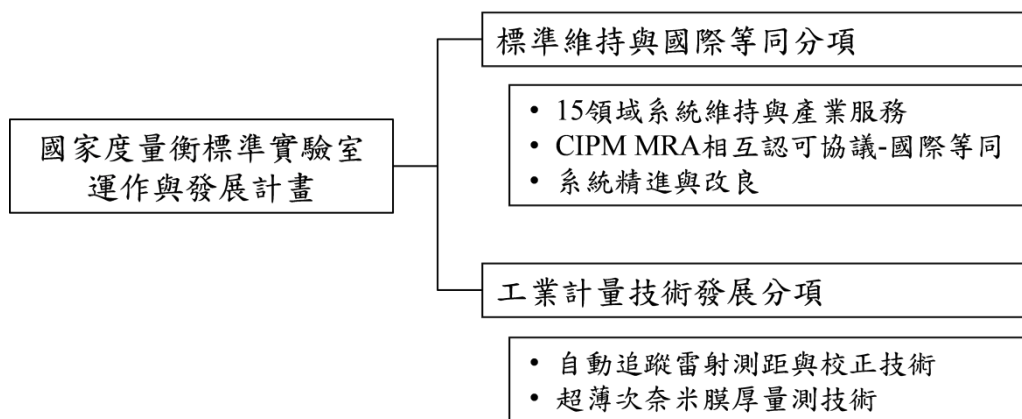 國家度量衡標準實驗室
運作與發展計畫
標準維持與國際等同分項
• 15領域系統維持與產業服務
• CIPM MRA相互認可協議-國際等同
• 系統精進與改良
工業計量技術發展分項
• 自動追蹤雷射測距與校正技術
• 超薄次奈米膜厚量測技術